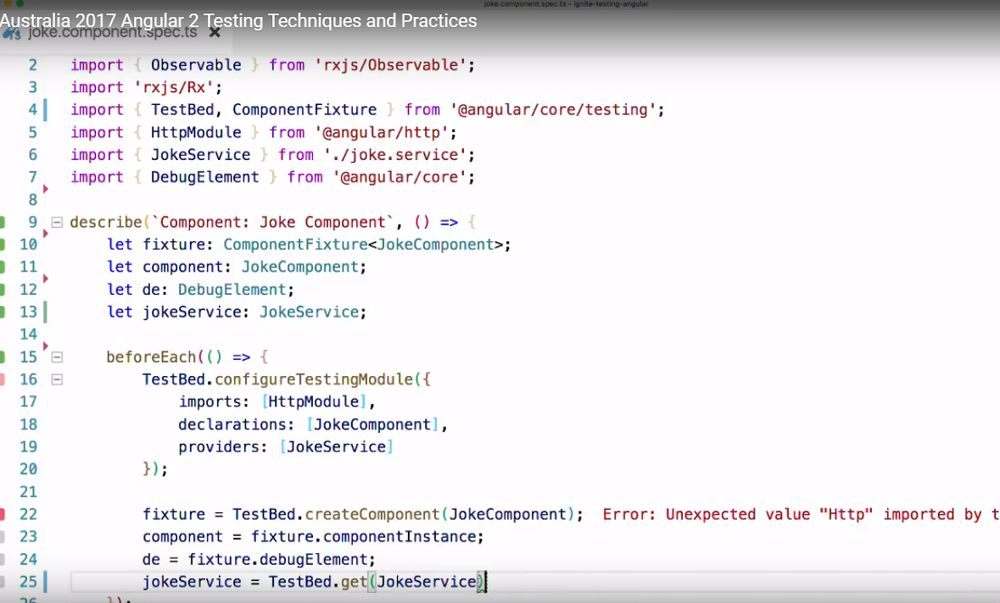 joke.component.spec.ts - ignite-testing-angular
Australia 2017 Angular 2 Testing Techniques and Practices
TS joke.component.spec.ts ×
2 import { Observable } from 'rxjs/Observable';
3 import 'rxjs/Rx';
4 import { TestBed, ComponentFixture } from '@angular/core/testing';
5 import { HttpModule } from '@angular/http';
6 import { JokeService } from './joke.service';
7 import { DebugElement } from '@angular/core';
8
9 describe(`Component: Joke Component`, () => {
10 let fixture: ComponentFixture<JokeComponent>;
11 let component: JokeComponent;
12 let de: DebugElement;
13 let jokeService: JokeService;
14
15 beforeEach(() => {
16 TestBed.configureTestingModule({
17 imports: [HttpModule],
18 declarations: [JokeComponent],
19 providers: [JokeService]
20 });
21
22 fixture = TestBed.createComponent(JokeComponent); Error: Unexpected value "Http" imported by t
23 component = fixture.componentInstance;
24 de = fixture.debugElement;
25 jokeService = TestBed.get(JokeService)
26 });